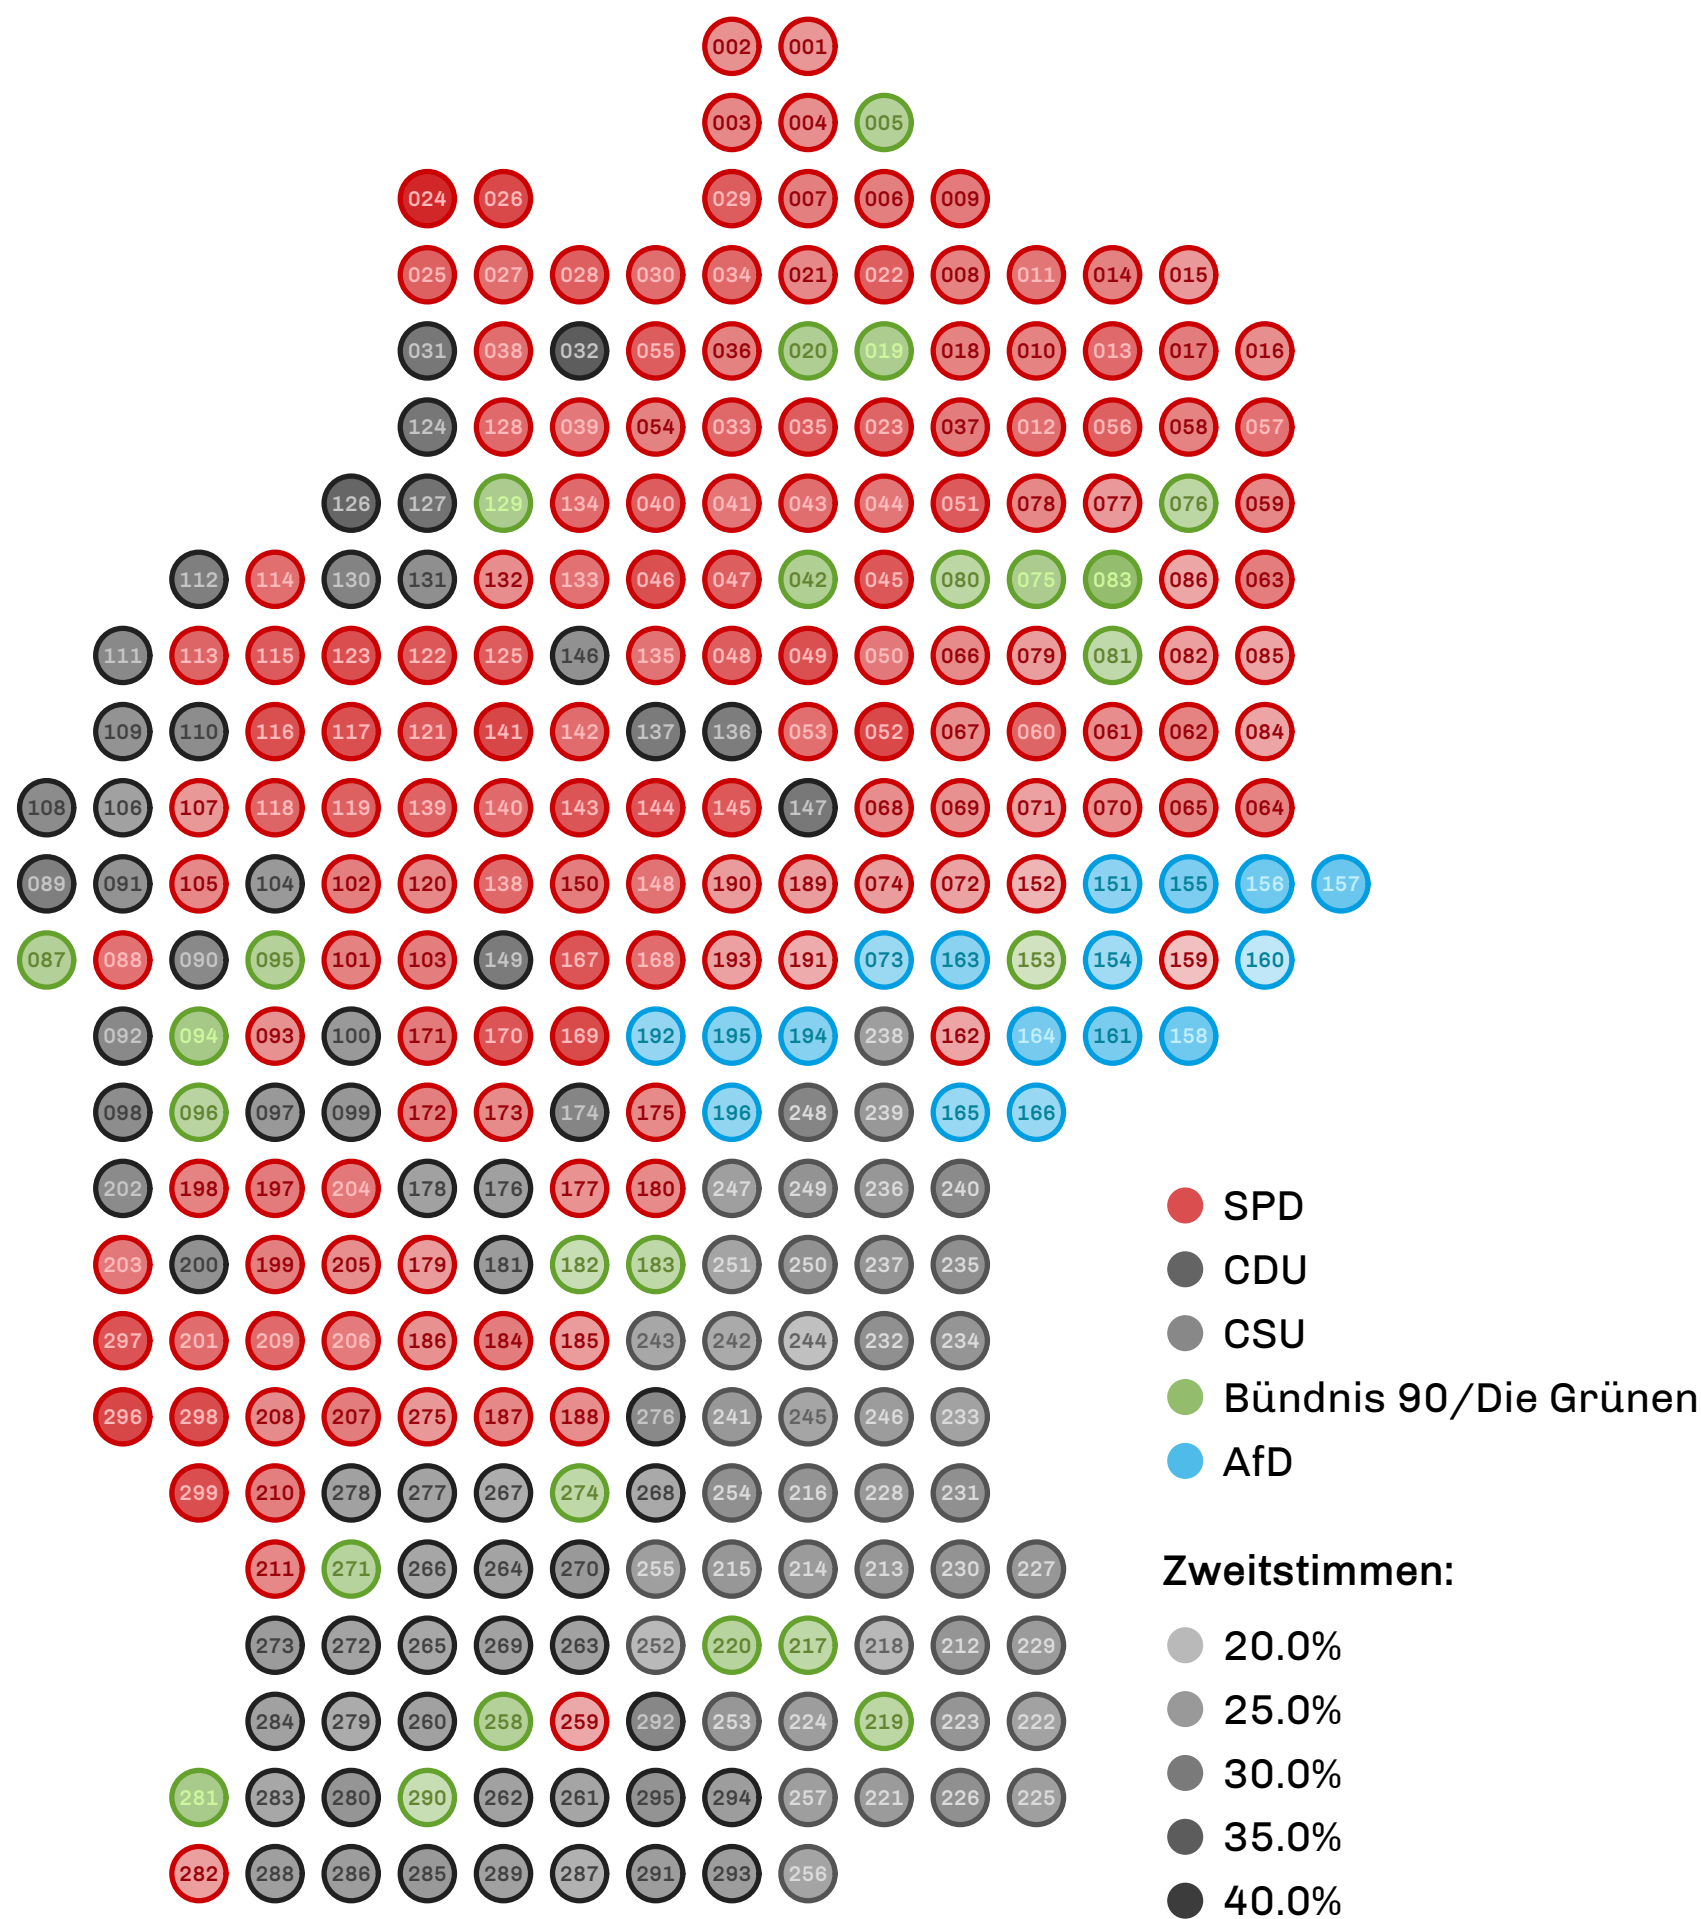 002 001
003 004 005
024 026 029 007 006 009
025 027 028 030 034 021 022 008 011 014 015
031 038 032 055 036 020 019 018 010 013 017 016
124 128 039 054 033 035 023 037 012 056 058 057
126 127 129 134 040 041 043 044 051 078 077 076 059
112 114 130 131 132 133 046 047 042 045 080 075 083 086 063
111 113 115 123 122 125 146 135 048 049 050 066 079 081 082 085
109 110 116 117 121 141 142 137 136 053 052 067 060 061 062 084
108 106 107 118 119 139 140 143 144 145 147 068 069 071 070 065 064
089 091 105 104 102 120 138 150 148 190 189 074 072 152 151 155 156 157
087 088 090 095 101 103 149 167 168 193 191 073 163 153 154 159 160
092 094 093 100 171 170 169 192 195 194 238 162 164 161 158
098 096 097 099 172 173 174 175 196 248 239 165 166
202 198 197 204 178 176 177 180 247 249 236 240
SPD
203 200 199 205 179 181 182 183 251 250 237 235
CDU
297 201 209 206 186 184 185 243 242 244 232 234
CSU
296 298 208 207 275 187 188 276 241 245 246 233
Bündnis 90/Die Grünen
299 210 278 277 267 274 268 254 216 228 231
AfD
211 271 266 264 270 255 215 214 213 230 227
Zweitstimmen:
273 272 265 269 263 252 220 217 218 212 229
20.0%
284 279 260 258 259 292 253 224 219 223 222
25.0%
281 283 280 290 262 261 295 294 257 221 226 225
30.0%
35.0%
282 288 286 285 289 287 291 293 256
40.0%